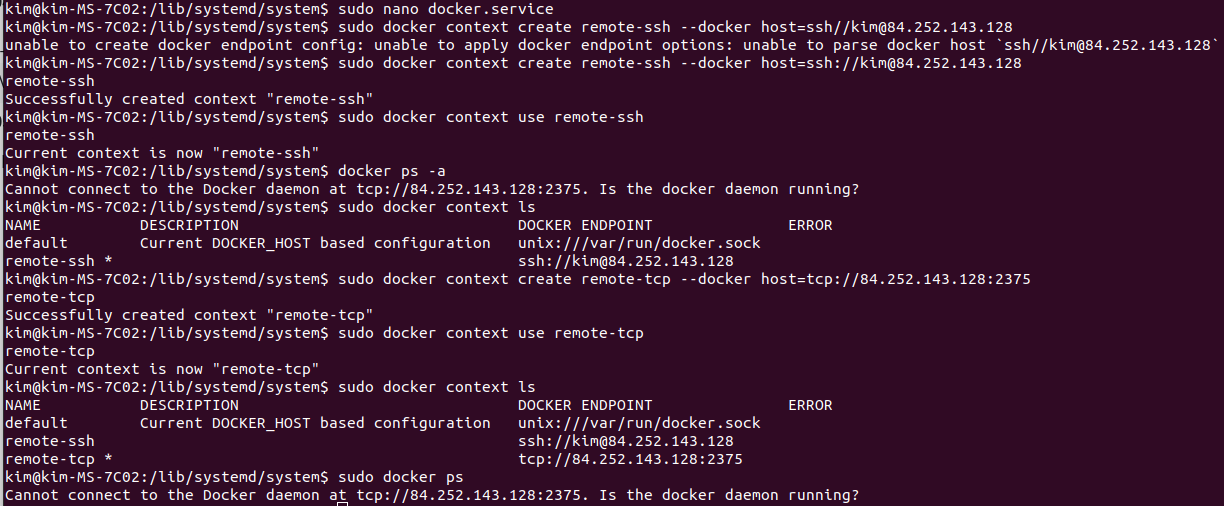 kim@kim-MS-7C02:/lib/systemd/system$ sudo nano docker.service
kim@kim-MS-7C02:/lib/systemd/system$ sudo docker context create remote-ssh --docker host=ssh//kim@84.252.143.128
unable to create docker endpoint config: unable to apply docker endpoint options: unable to parse docker host `ssh//kim@84.252.143.128`
kim@kim-MS-7C02:/lib/systemd/system$ sudo docker context create remote-ssh --docker host=ssh://kim@84.252.143.128
remote-ssh
Successfully created context "remote-ssh"
kim@kim-MS-7C02:/lib/systemd/system$ sudo docker context use remote-ssh
remote-ssh
Current context is now "remote-ssh"
kim@kim-MS-7C02:/lib/systemd/system$ docker ps -a
Cannot connect to the Docker daemon at tcp://84.252.143.128:2375. Is the docker daemon running?
kim@kim-MS-7C02:/lib/systemd/system$ sudo docker context ls
NAME DESCRIPTION DOCKER ENDPOINT ERROR
default Current DOCKER_HOST based configuration unix:///var/run/docker.sock
remote-ssh * ssh://kim@84.252.143.128
kim@kim-MS-7C02:/lib/systemd/system$ sudo docker context create remote-tcp --docker host=tcp://84.252.143.128:2375
remote-tcp
Successfully created context "remote-tcp"
kim@kim-MS-7C02:/lib/systemd/system$ sudo docker context use remote-tcp
remote-tcp
Current context is now "remote-tcp"
kim@kim-MS-7C02:/lib/systemd/system$ sudo docker context ls
NAME DESCRIPTION DOCKER ENDPOINT ERROR
default Current DOCKER_HOST based configuration unix:///var/run/docker.sock
remote-ssh ssh://kim@84.252.143.128
remote-tcp * tcp://84.252.143.128:2375
kim@kim-MS-7C02:/lib/systemd/system$ sudo docker ps
Cannot connect to the Docker daemon at tcp://84.252.143.128:2375. Is the docker daemon running?